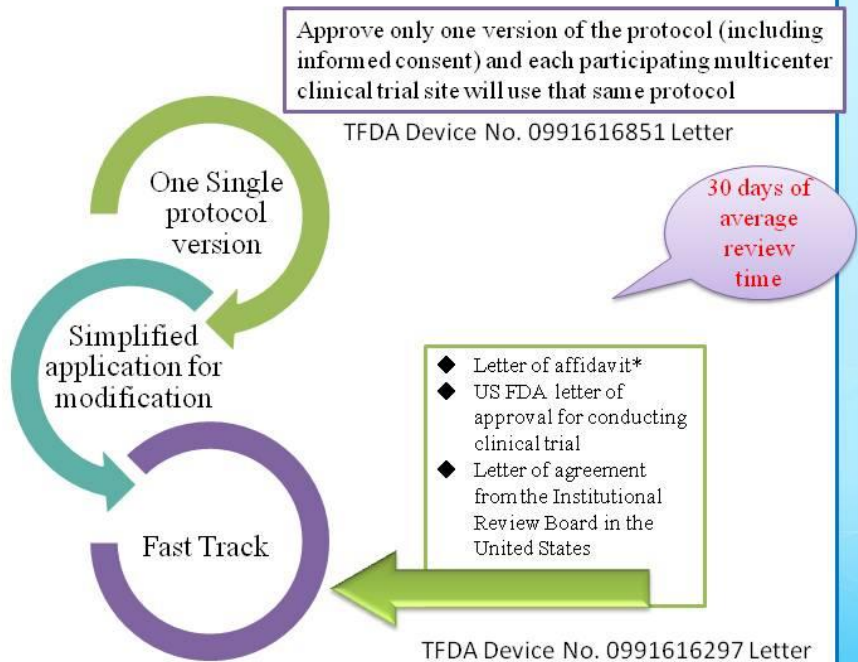 Approve only one version of the protocol (including
informed consent) and each participating multicenter
clinical trial site will use that same protocol
TFDA Device No. 0991616851 Letter
One Single
protocol
version
30 days of
average
review
time
Simplified
application for
modification
◆ Letter of affidavit*
◆ US FDA letter of
approval for conducting
clinical trial
◆ Letter of agreement
from the Institutional
Review Board in the
United States
Fast Track
TFDA Device No. 0991616297 Letter